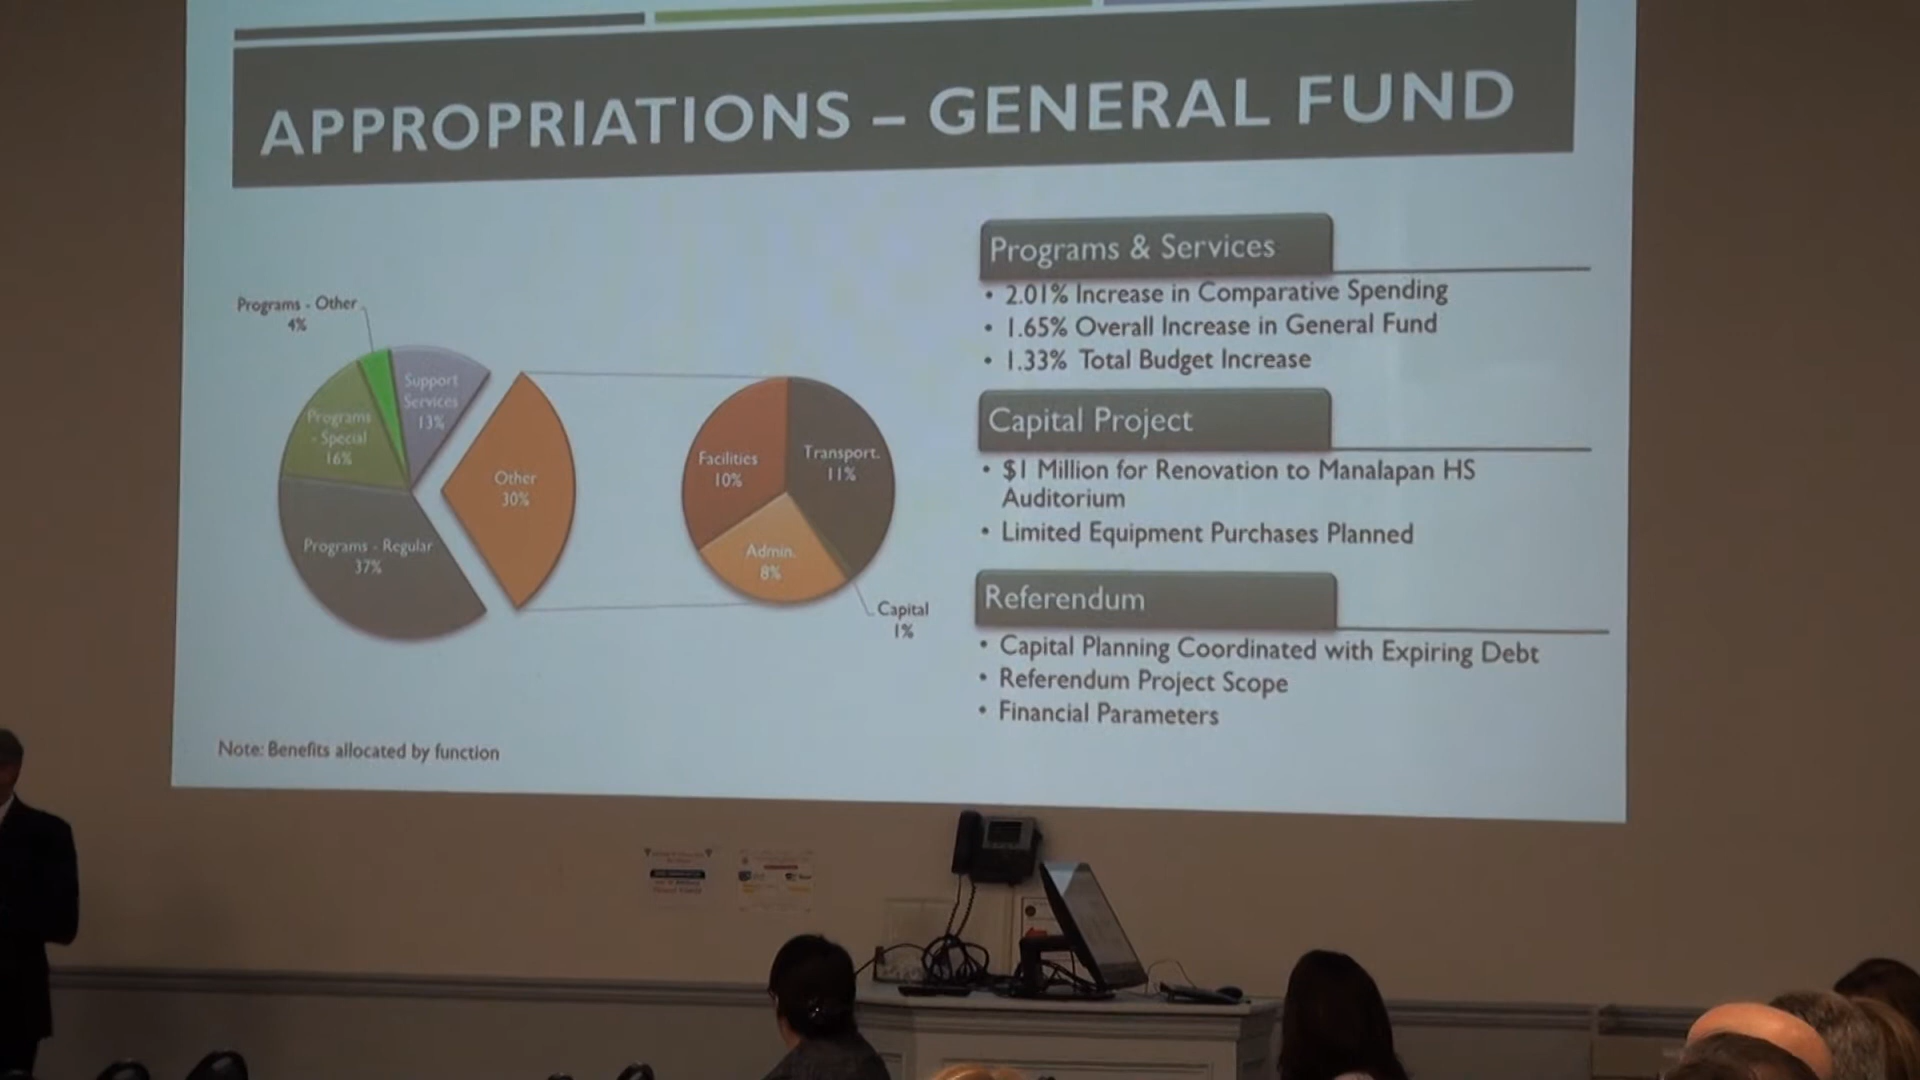 APPROPRIATIONS – GENERAL FUND
Programs - Other
4%
Support
Services
13%
Programs
- Special
16%
Programs - Regular
37%
Other
30%
Facilities
10%
Transport.
11%
Admin.
8%
Capital
1%
Note: Benefits allocated by function
Programs & Services
• 2.01% Increase in Comparative Spending
• 1.65% Overall Increase in General Fund
• 1.33% Total Budget Increase
Capital Project
• $1 Million for Renovation to Manalapan HS
Auditorium
• Limited Equipment Purchases Planned
Referendum
• Capital Planning Coordinated with Expiring Debt
• Referendum Project Scope
• Financial Parameters